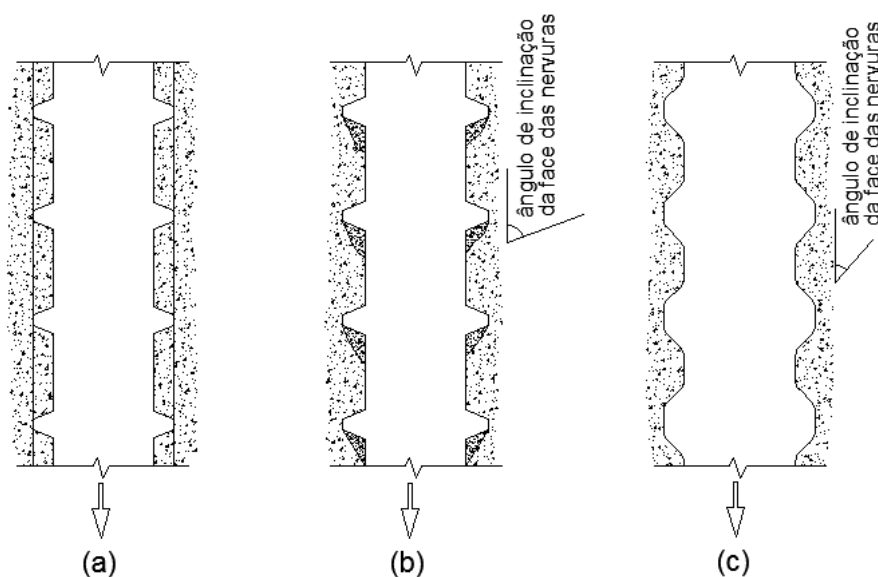 ângulo de inclinação
da face das nervuras
ângulo de inclinação
da face das nervuras
(a)
(b)
(c)